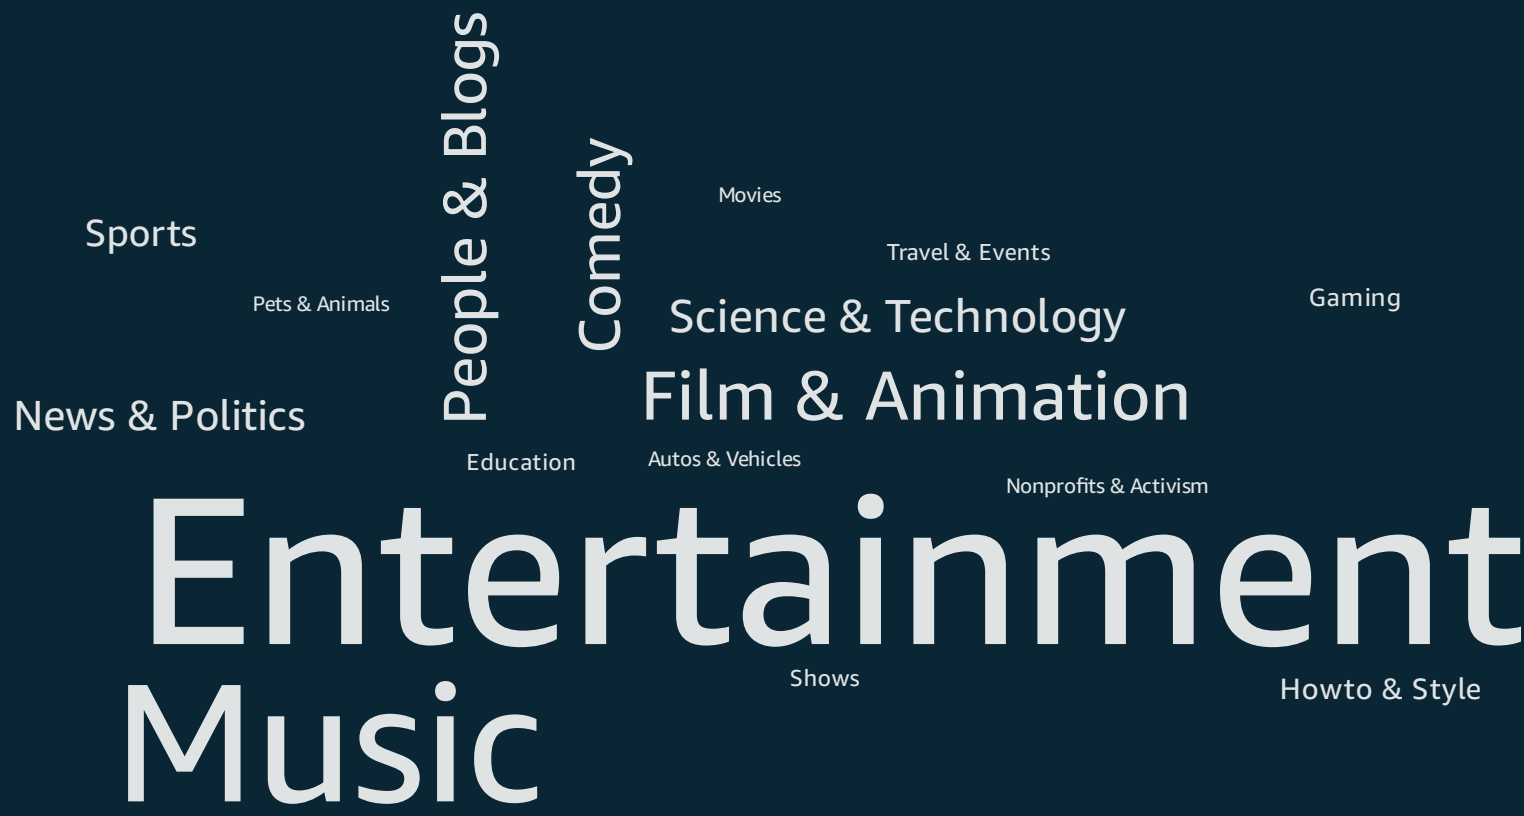 People & Blogs
Comedy
Movies
Sports
Travel & Events
Pets & Animals
Gaming
Science & Technology
Film & Animation
News & Politics
Education
Autos & Vehicles
Nonprofits & Activism
Entertainment
Shows
Howto & Style
Music